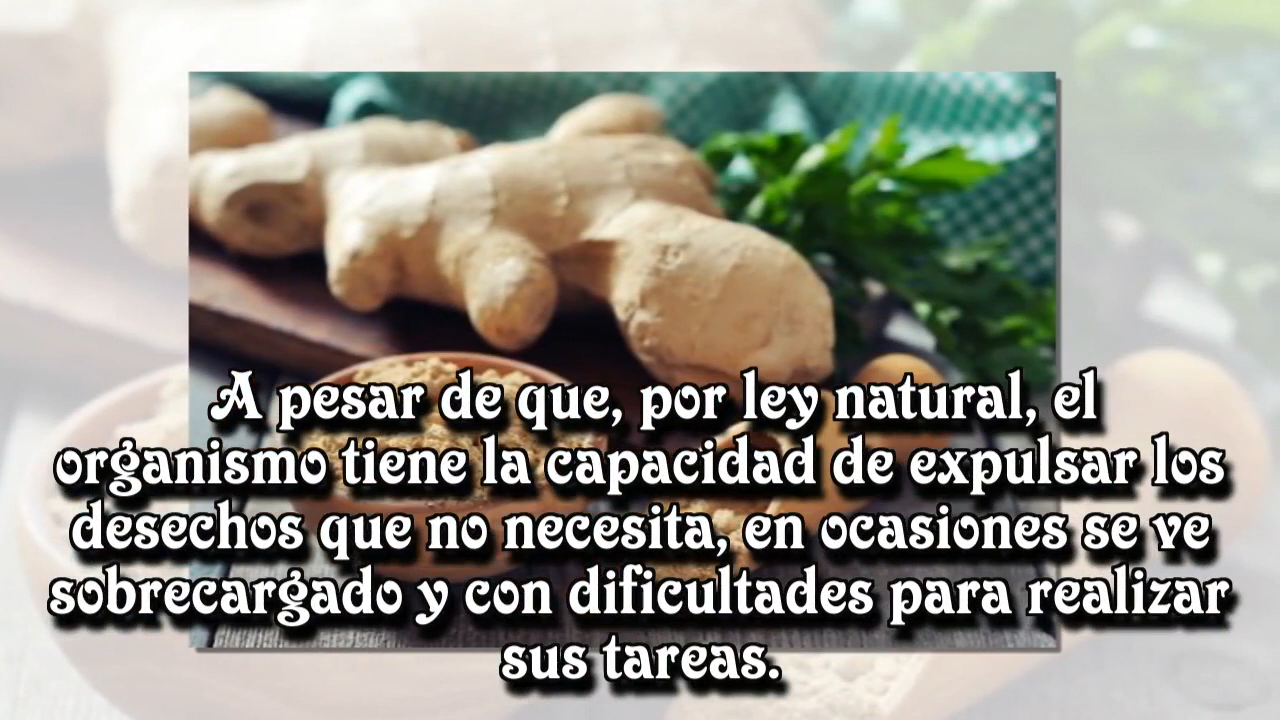 A pesar de que, por ley natural, el
organismo tiene la capacidad de expulsar los
desechos que no necesita, en ocasiones se ve
sobrecargado y con dificultades para realizar
sus tareas.